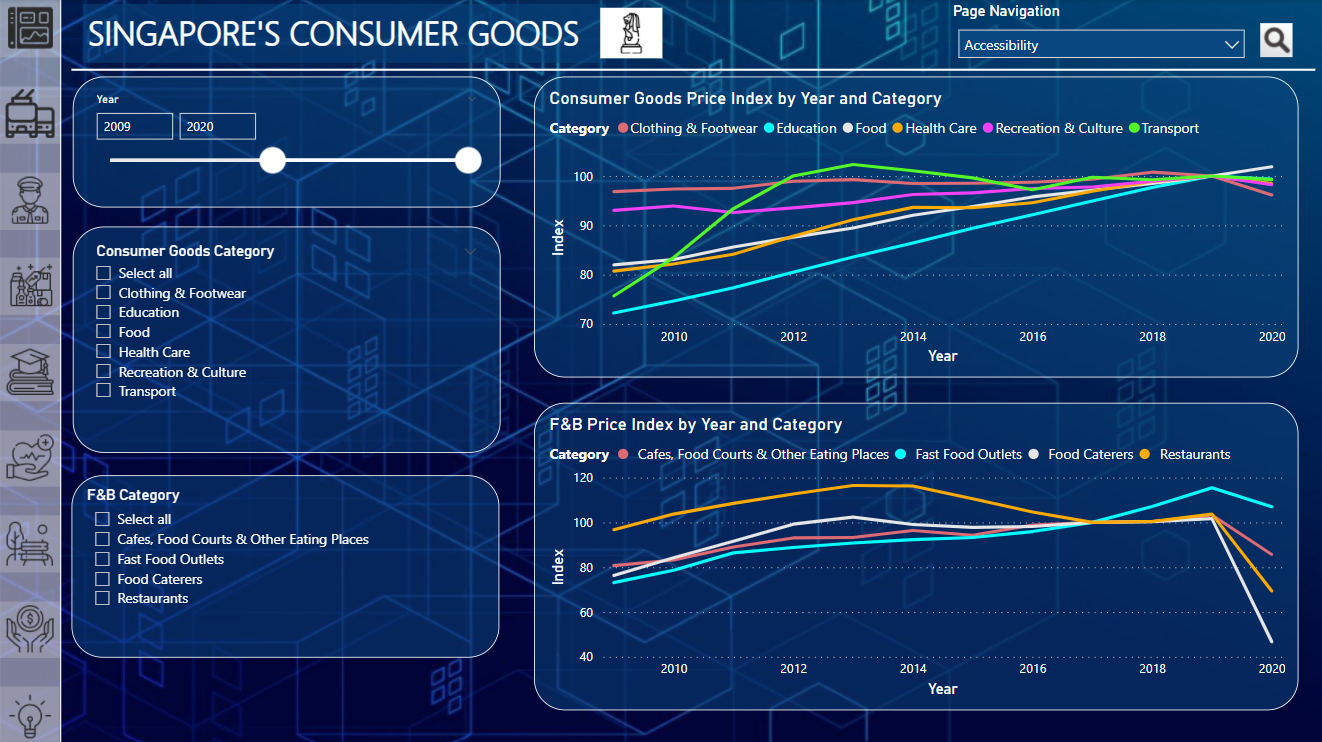 SINGAPORE'S CONSUMER GOODS
Page Navigation
Accessibility
Year
2009 2020
Consumer Goods Category
Select all
Clothing & Footwear
Education
Food
Health Care
Recreation & Culture
Transport
F&B Category
Select all
Cafes, Food Courts & Other Eating Places
Fast Food Outlets
Food Caterers
Restaurants
Consumer Goods Price Index by Year and Category
Category Clothing & Footwear Education Food Health Care Recreation & Culture Transport
100
90
80
70
Index
2010 2012 2014 2016 2018 2020
Year
F&B Price Index by Year and Category
Category Cafes, Food Courts & Other Eating Places Fast Food Outlets Food Caterers Restaurants
120
100
80
60
40
Index
2010 2012 2014 2016 2018 2020
Year